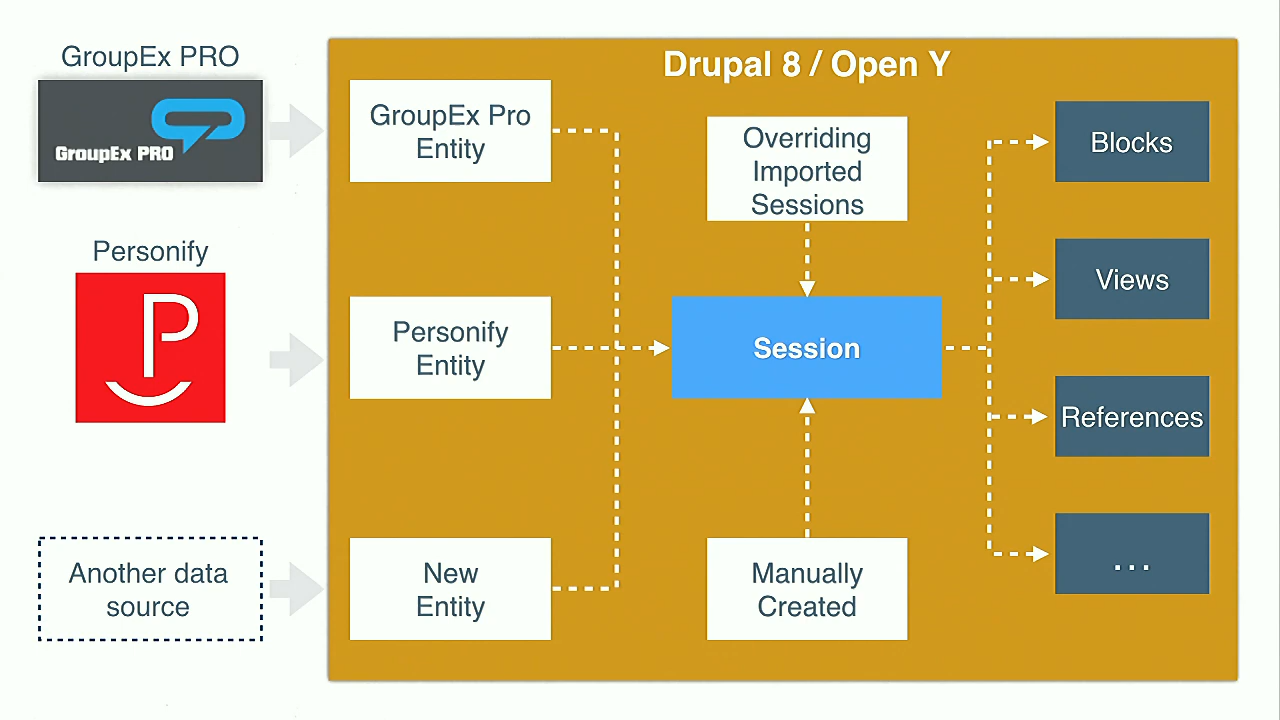 GroupEx PRO
GroupEx PRO
Personify
Another data
source
Drupal 8 / Open Y
GroupEx Pro
Entity
Personify
Entity
New
Entity
Overriding
Imported
Sessions
Session
Manually
Created
Blocks
Views
References
...